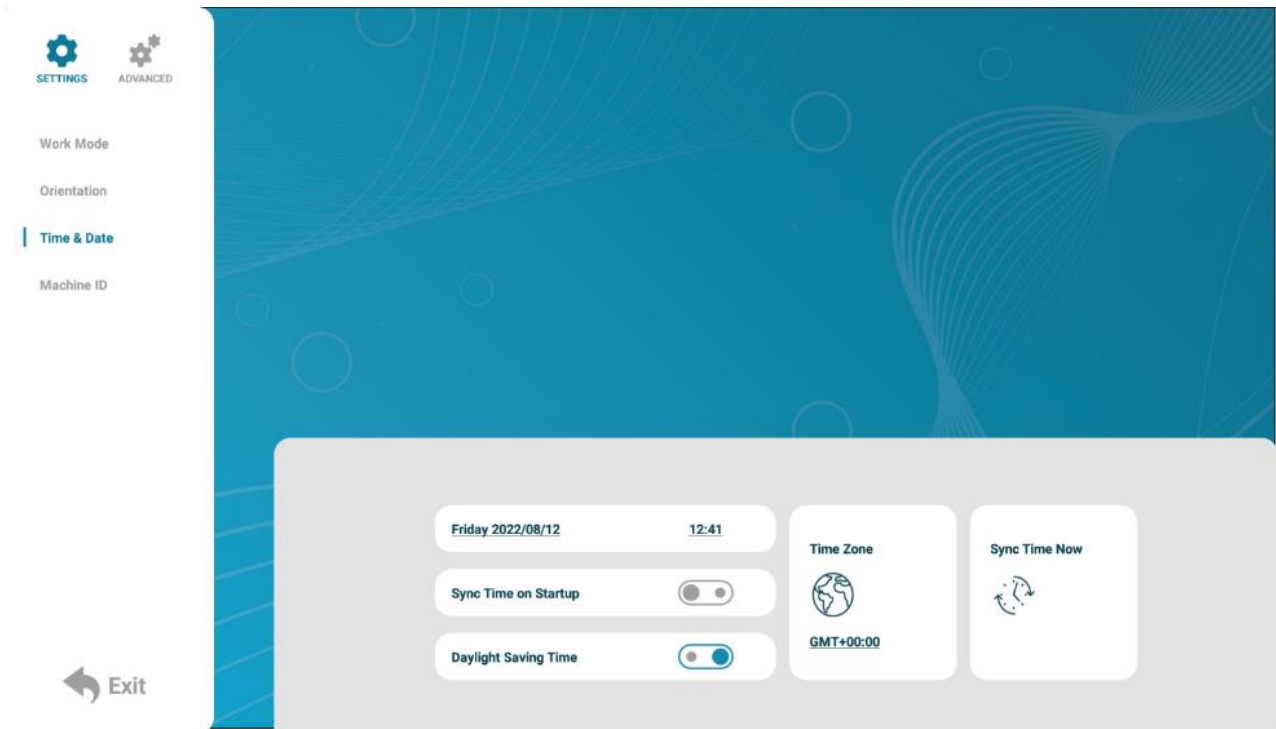 SETTINGS ADVANCED
Work Mode
Orientation
Time & Date
Machine ID
Exit
Friday 2022/08/12 12:41
Sync Time on Startup
Daylight Saving Time
Time Zone
GMT+00:00
Sync Time Now